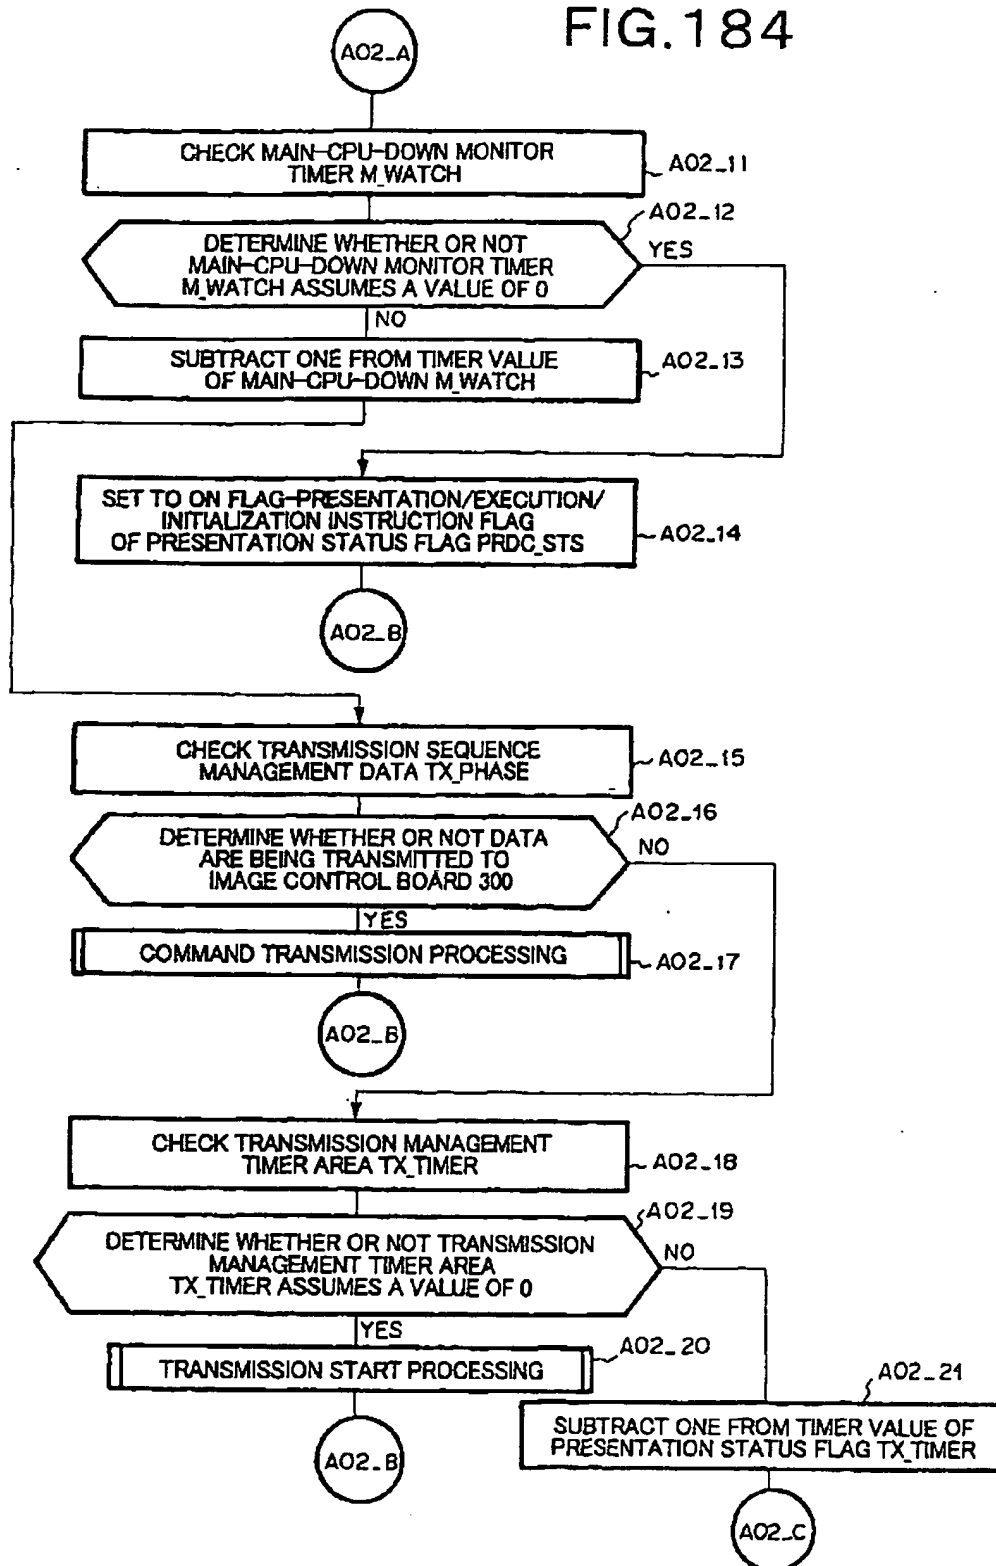 FIG.184
A02_A
CHECK MAIN-CPU-DOWN MONITOR
TIMER M_WATCH
A02_11
A02_12
DETERMINE WHETHER OR NOT
MAIN-CPU-DOWN MONITOR TIMER
M_WATCH ASSUMES A VALUE OF 0
YES
NO
SUBTRACT ONE FROM TIMER VALUE
OF MAIN-CPU-DOWN M_WATCH
A02_13
SET TO ON FLAG-PRESENTATION/EXECUTION/
INITIALIZATION INSTRUCTION FLAG
OF PRESENTATION STATUS FLAG PRDC_STS
A02_14
A02_B
CHECK TRANSMISSION SEQUENCE
MANAGEMENT DATA TX_PHASE
A02_15
A02_16
DETERMINE WHETHER OR NOT DATA
ARE BEING TRANSMITTED TO
IMAGE CONTROL BOARD 300
NO
YES
COMMAND TRANSMISSION PROCESSING
A02_17
A02_B
CHECK TRANSMISSION MANAGEMENT
TIMER AREA TX_TIMER
A02_18
A02_19
DETERMINE WHETHER OR NOT TRANSMISSION
MANAGEMENT TIMER AREA
TX_TIMER ASSUMES A VALUE OF 0
NO
YES
A02_20
TRANSMISSION START PROCESSING
A02_21
SUBTRACT ONE FROM TIMER VALUE OF
PRESENTATION STATUS FLAG TX_TIMER
A02_B
A02_C